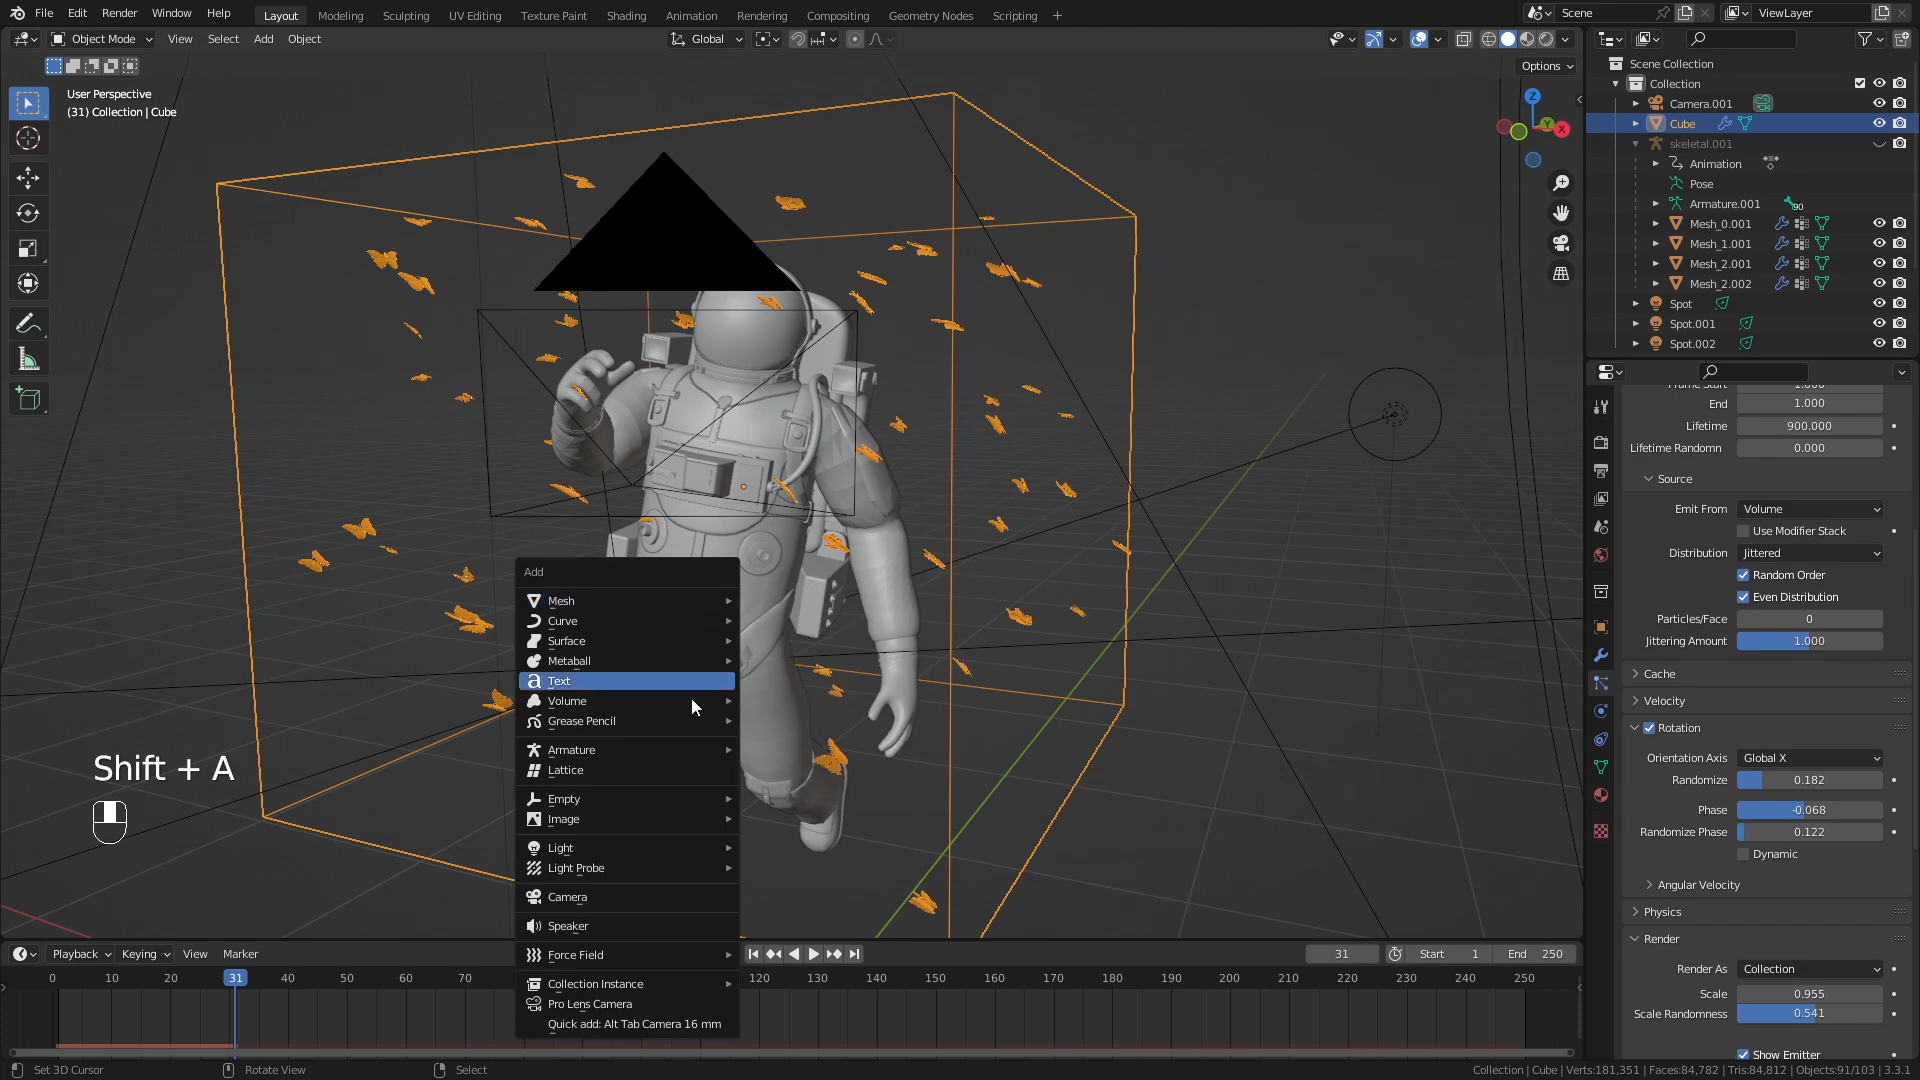 File Edit Render Window Help Layout Modeling Sculpting UV Editing Texture Paint Shading Animation Rendering Compositing Geometry Nodes Scripting + Scene ViewLayer
Object Mode View Select Add Object Global
Options
User Perspective
(31) Collection | Cube
Z
Y
X
Scene Collection
Collection
Camera.001
Cube
skeletal.001
Animation
Pose
Armature.001 90
Mesh_0.001
Mesh_1.001
Mesh_2.001
Mesh_2.002
Spot
Spot.001
Spot.002
End 1.000
Lifetime 900.000
Lifetime Randomn 0.000
Source
Emit From Volume
Use Modifier Stack
Distribution Jittered
Random Order
Even Distribution
Particles/Face 0
Jittering Amount 1.000
Cache
Velocity
Rotation
Orientation Axis Global X
Randomize 0.182
Phase -0.068
Randomize Phase 0.122
Dynamic
Angular Velocity
Physics
Render
Render As Collection
Scale 0.955
Scale Randomness 0.541
Show Emitter
Add
Mesh
Curve
Surface
Metaball
Text
Volume
Grease Pencil
Armature
Lattice
Empty
Image
Light
Light Probe
Camera
Speaker
Force Field
Collection Instance
Pro Lens Camera
Quick add: Alt Tab Camera 16 mm
Shift + A
Playback Keying View Marker 31 Start 1 End 250
0 10 20 31 40 50 60 70 120 130 140 150 160 170 180 190 200 210 220 230 240 250
Set 3D Cursor Rotate View Select Collection | Cube | Verts:181,351 | Faces:84,782 | Tris:84,812 | Objects:91/103 | 3.3.1